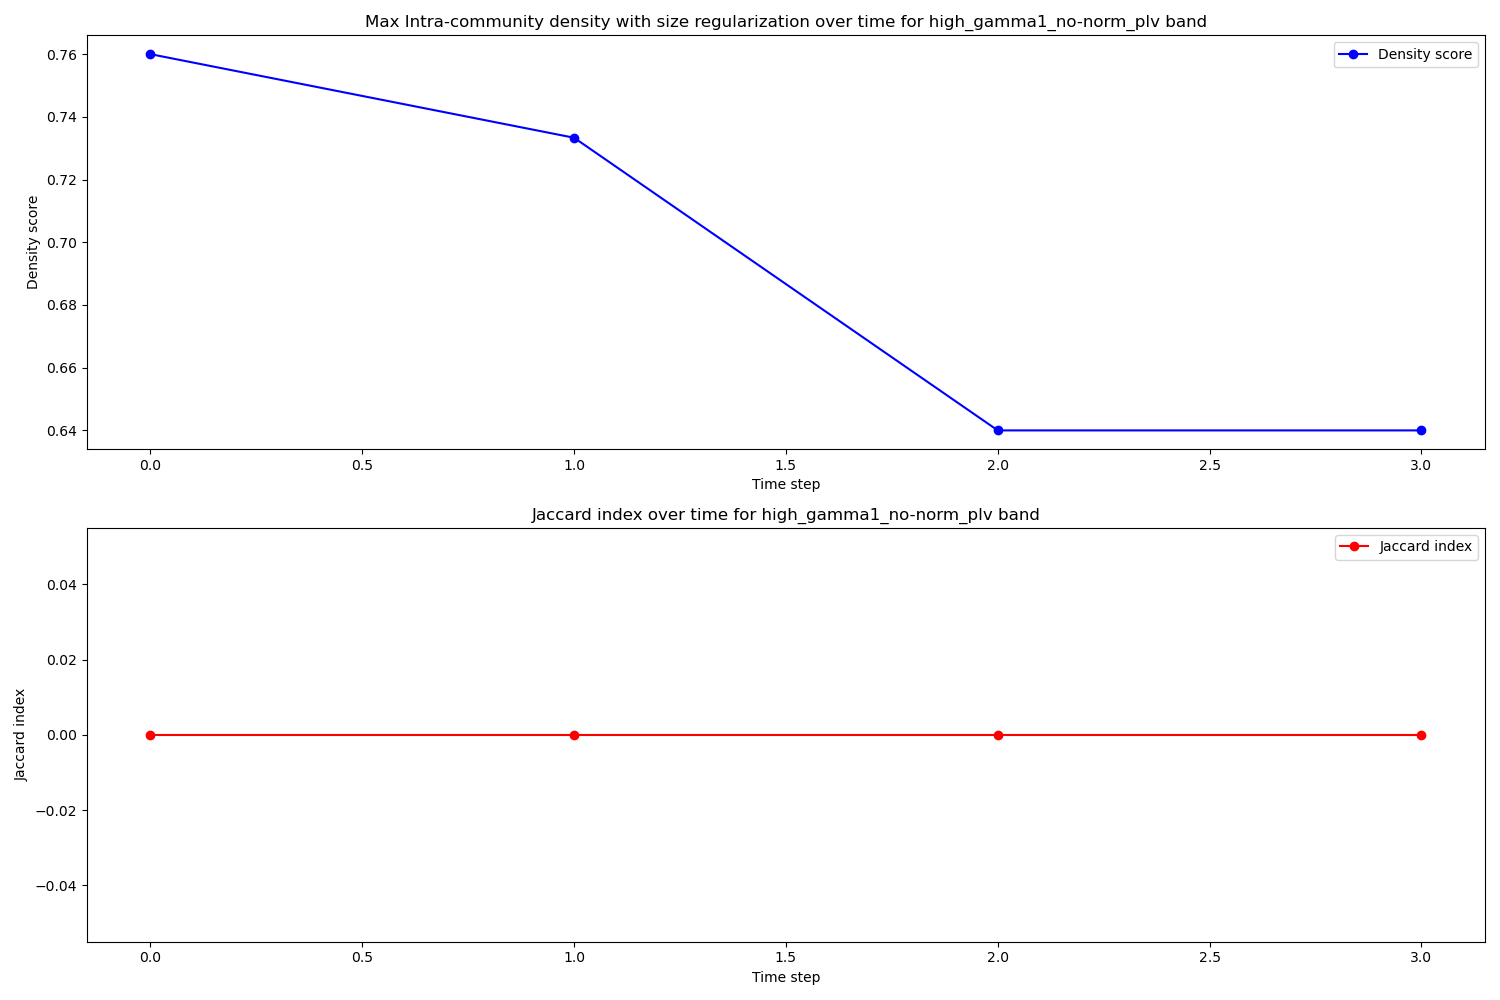 Max Intra-community density with size regularization over time for high_gamma1_no-norm_plv band
Density score
0.76
0.74
0.72
0.70
0.68
0.66
0.64
Density score
0.0 0.5 1.0 1.5 2.0 2.5 3.0
Time step
Jaccard index over time for high_gamma1_no-norm_plv band
Jaccard index
0.04
0.02
0.00
−0.02
−0.04
Jaccard index
0.0 0.5 1.0 1.5 2.0 2.5 3.0
Time step